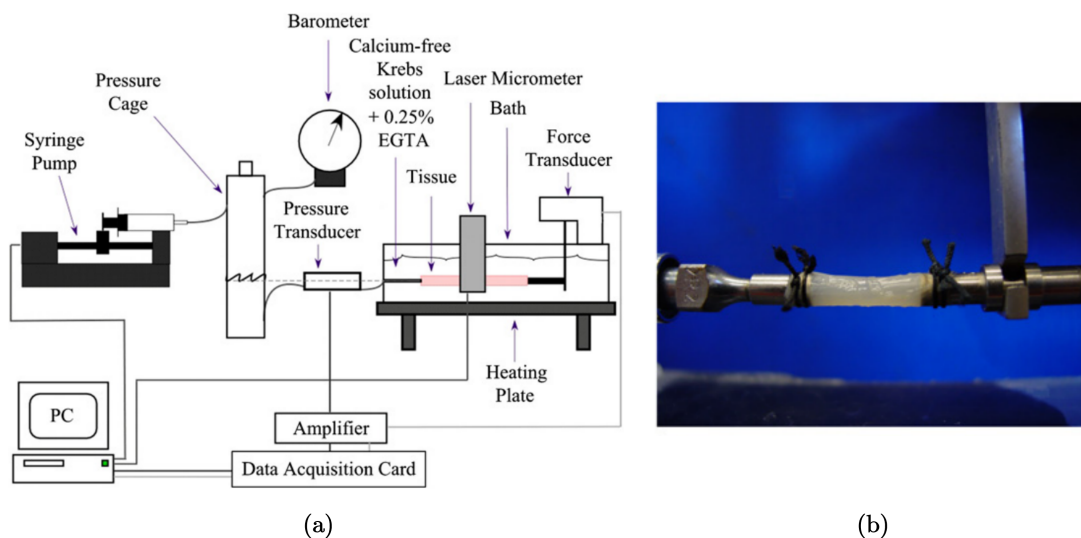 Barometer
Calcium-free
Krebs
solution
+ 0.25%
EGTA
Laser Micrometer
Bath
Pressure
Cage
Force
Transducer
Syringe
Pump
Tissue
Pressure
Transducer
Heating
Plate
PC
Amplifier
Data Acquisition Card
(a)
(b)